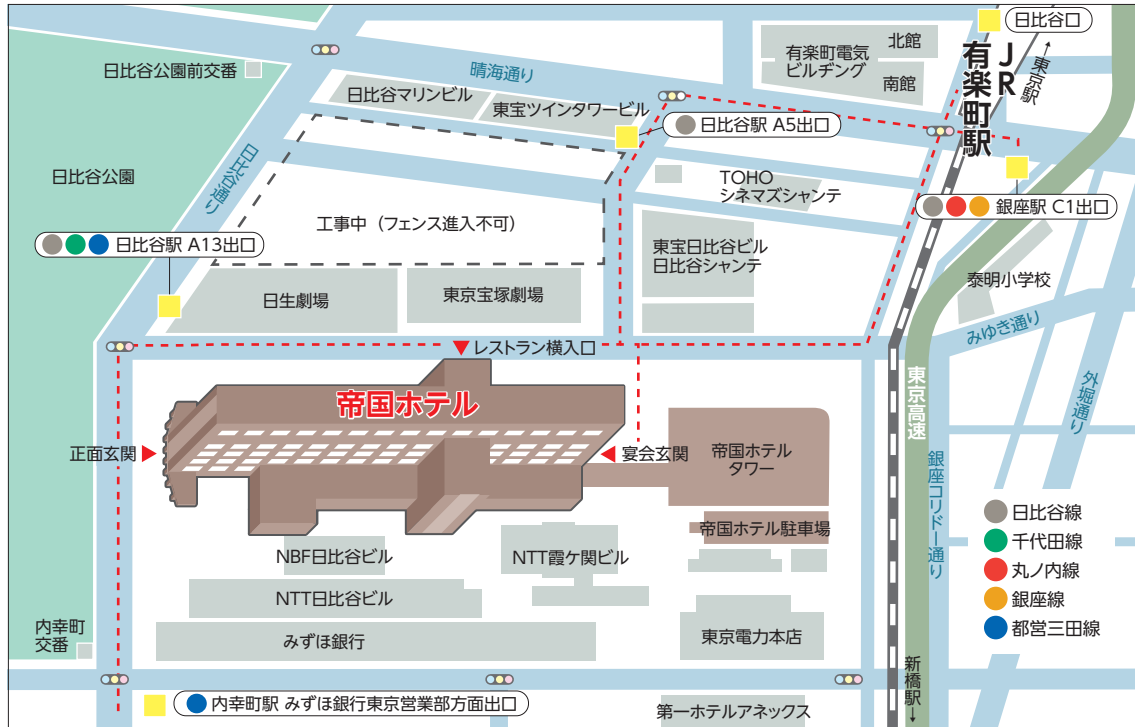 日比谷口
JR
有楽町駅
←東京駅
有楽町電気
ビルヂング
北館
南館
晴海通り
日比谷公園前交番
日比谷マリンビル
東宝ツインタワービル
日比谷駅 A5出口
日比谷公園
日比谷通り
TOHO
シネマズシャンテ
銀座駅 C1出口
工事中（フェンス進入不可）
日比谷駅 A13出口
東宝日比谷ビル
日比谷シャンテ
泰明小学校
日生劇場
東京宝塚劇場
みゆき通り
レストラン横入口
帝国ホテル
東京高速
外堀通り
正面玄関
宴会玄関
帝国ホテル
タワー
銀座コリドー通り
帝国ホテル駐車場
日比谷線
千代田線
丸ノ内線
銀座線
都営三田線
NBF日比谷ビル
NTT霞ケ関ビル
NTT日比谷ビル
内幸町
交番
みずほ銀行
東京電力本店
新橋駅→
内幸町駅 みずほ銀行東京営業部方面出口
第一ホテルアネックス